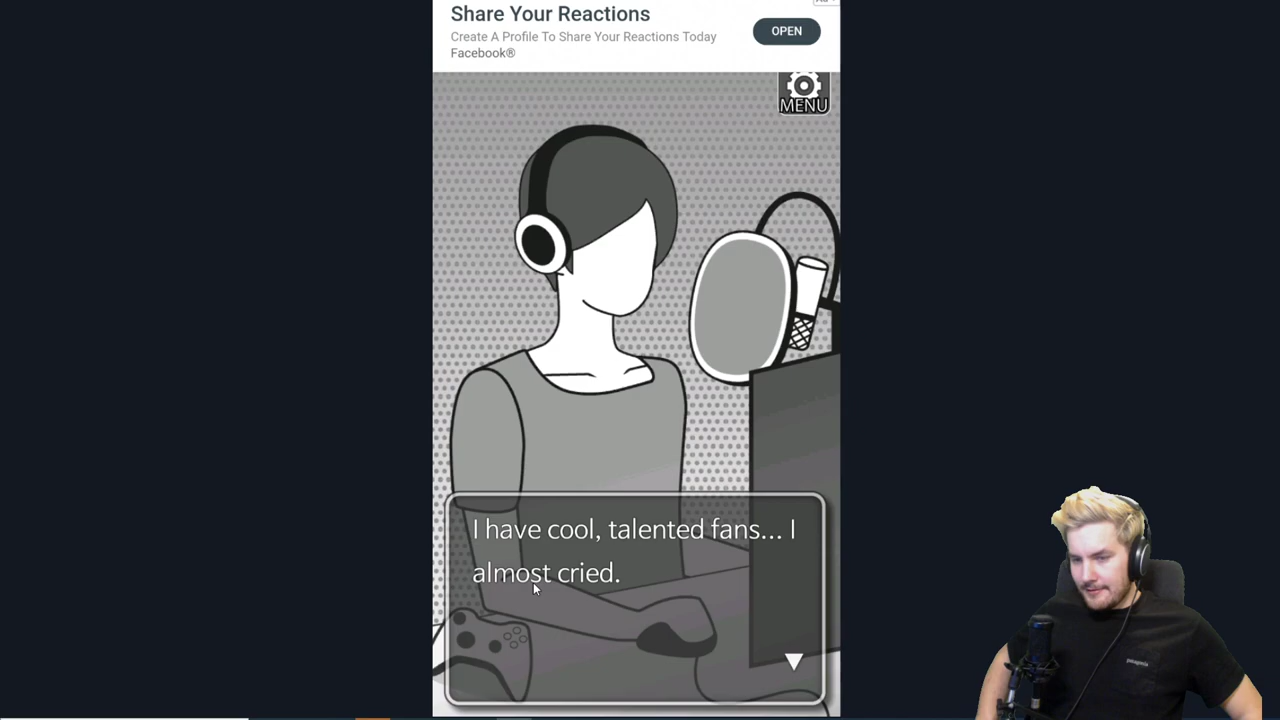 Share Your Reactions
Create A Profile To Share Your Reactions Today
Facebook®
OPEN
MENU
I have cool, talented fans... I
almost cried.
patagonia